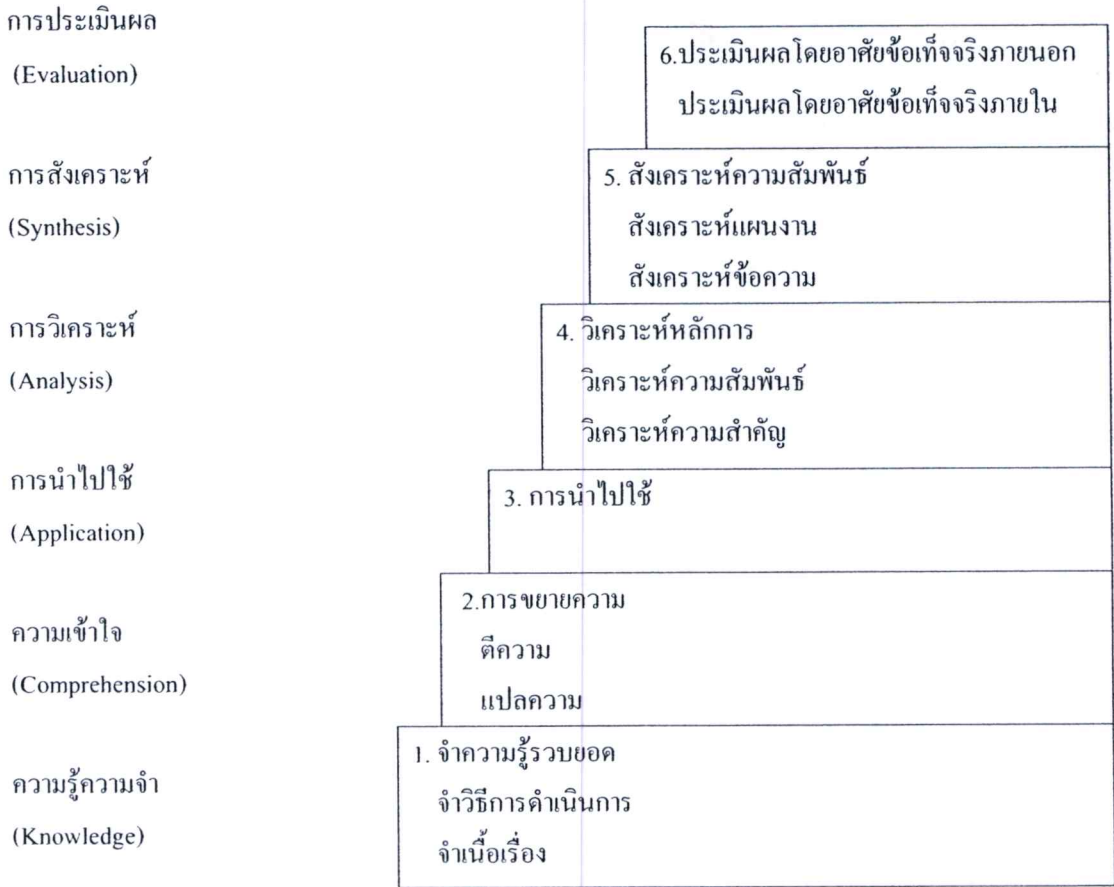 การประเมินผล
(Evaluation)
6.ประเมินผลโดยอาศัยข้อเท็จจริงภายนอก
ประเมินผลโดยอาศัยข้อเท็จจริงภายใน
การสังเคราะห์
(Synthesis)
5. สังเคราะห์ความสัมพันธ์
สังเคราะห์แผนงาน
สังเคราะห์ข้อความ
การวิเคราะห์
(Analysis)
4. วิเคราะห์หลักการ
วิเคราะห์ความสัมพันธ์
วิเคราะห์ความสำคัญ
การนำไปใช้
(Application)
3. การนำไปใช้
ความเข้าใจ
(Comprehension)
2.การขยายความ
ตีความ
แปลความ
ความรู้ความจำ
(Knowledge)
1. จำความรู้รวบยอด
จำวิธีการดำเนินการ
จำเนื้อเรื่อง